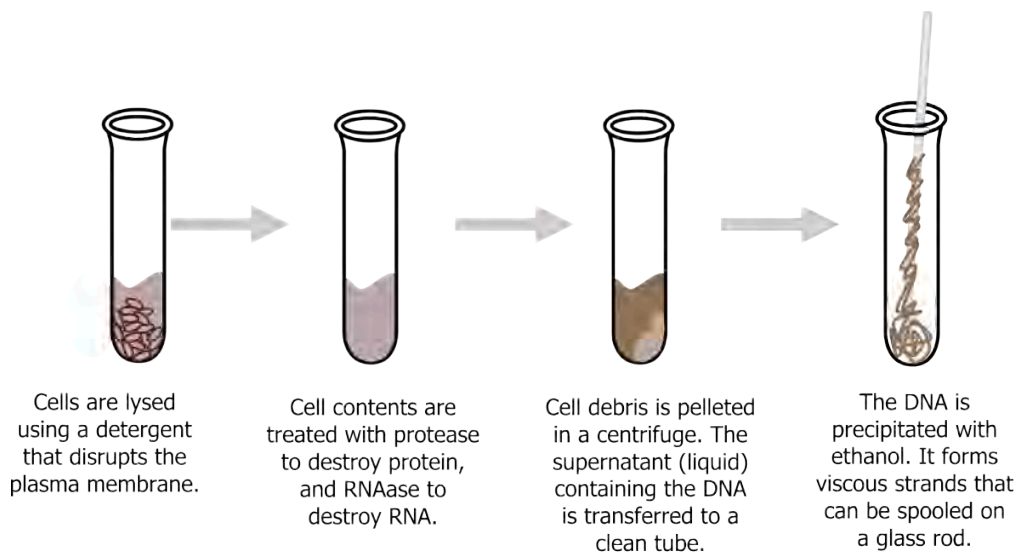 Cells are lysed
using a detergent
that disrupts the
plasma membrane.
Cell contents are
treated with protease
to destroy protein,
and RNAase to
destroy RNA.
Cell debris is pelleted
in a centrifuge. The
supernatant (liquid)
containing the DNA
is transferred to a
clean tube.
The DNA is
precipitated with
ethanol. It forms
viscous strands that
can be spooled on
a glass rod.